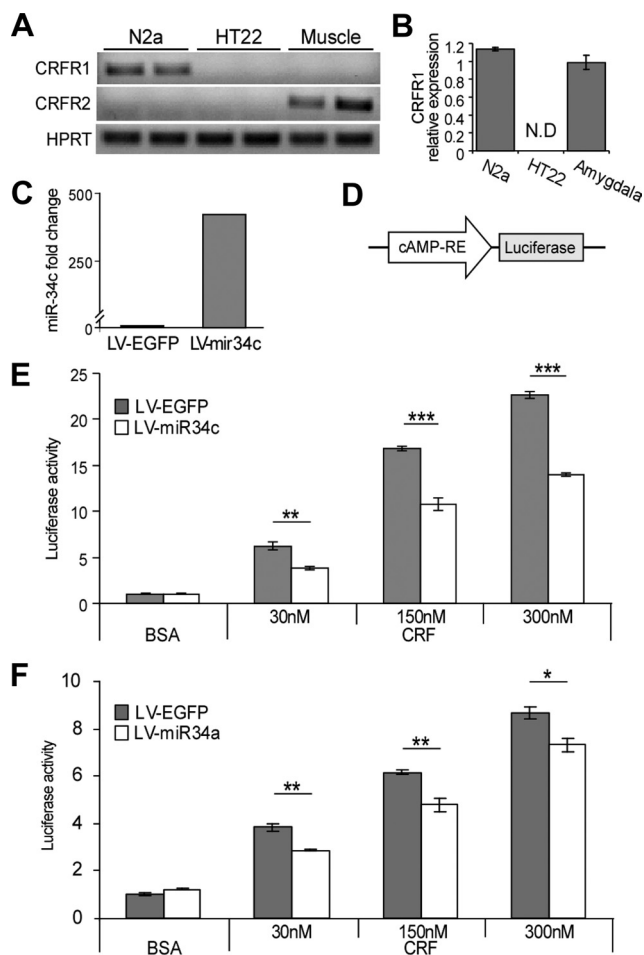 A
N2a HT22 Muscle
CRFR1
CRFR2
HPRT
B
CRFR1
relative expression
1.2
1
0.8
0.6
0.4
0.2
0
N.D
N2a HT22 Amygdala
C
miR-34c fold change
500
250
0
LV-EGFP LV-mir34c
D
cAMP-RE Luciferase
E
Luciferase activity
25
20
15
10
5
0
LV-EGFP
LV-miR34c
** *** ***
30nM 150nM 300nM
BSA CRF
F
Luciferase activity
10
8
6
4
2
0
LV-EGFP
LV-miR34a
** ** *
30nM 150nM 300nM
BSA CRF